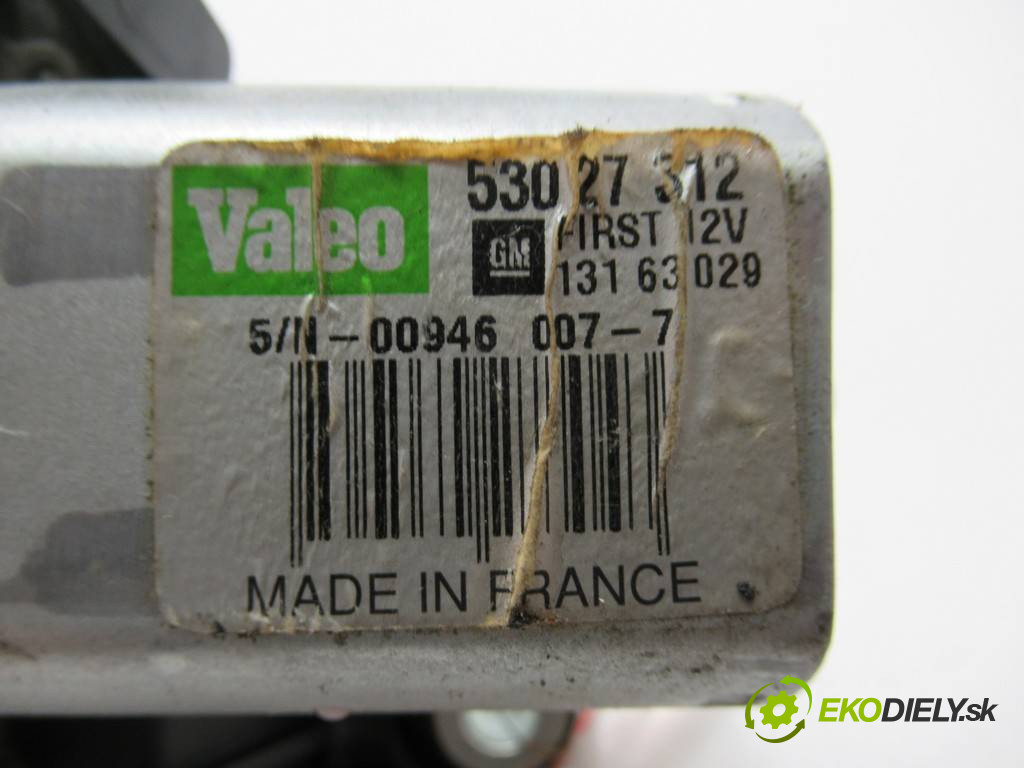 Valeo
530 27 312
GM
FIRST 12V
131 63 029
S/N-00946 007-7
MADE IN FRANCE
EKODIELY.sk